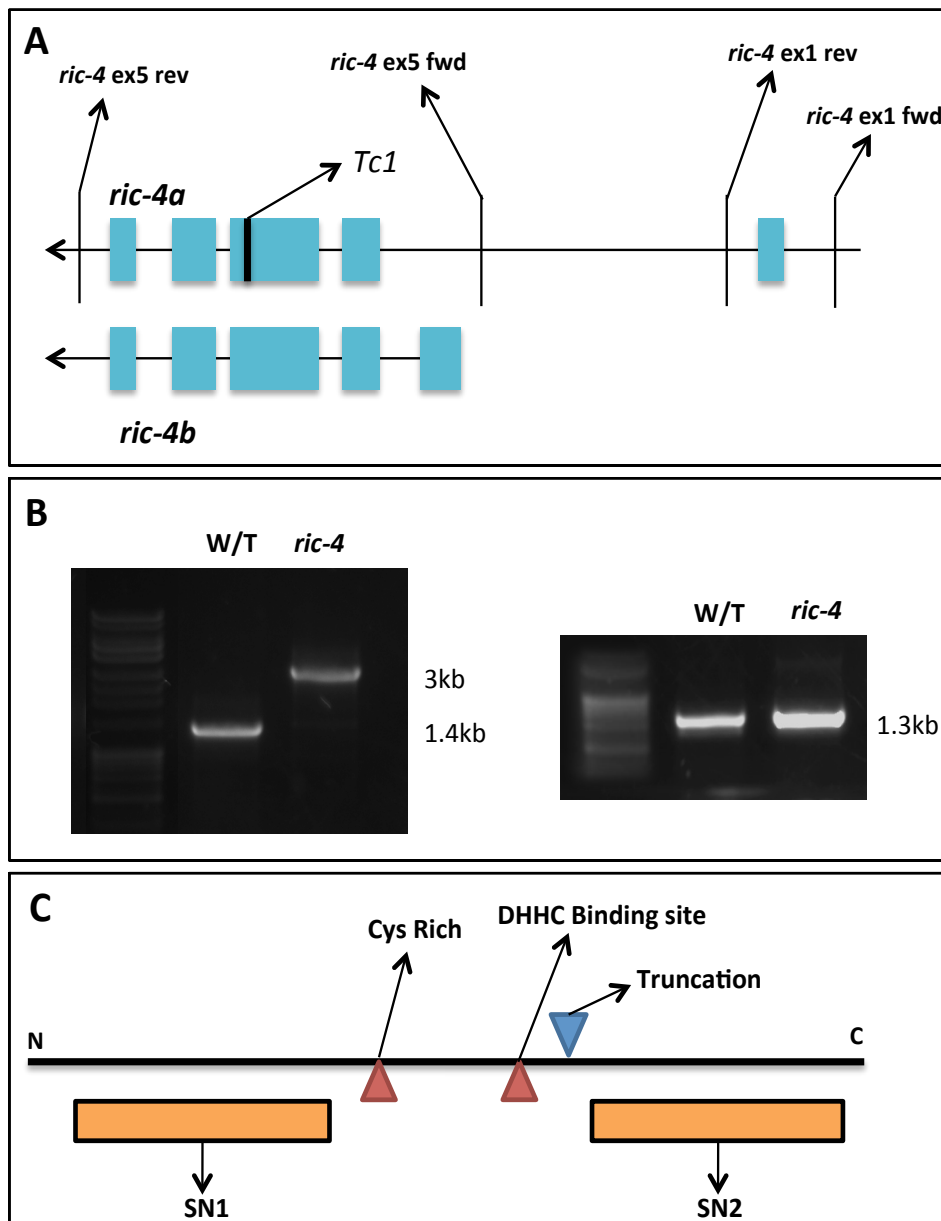 A
ric-4 ex5 rev
ric-4 ex5 fwd
ric-4 ex1 rev
ric-4 ex1 fwd
Tc1
ric-4a
ric-4b
B
W/T ric-4
3kb
1.4kb
W/T ric-4
1.3kb
C
Cys Rich
DHHC Binding site
Truncation
N
C
SN1
SN2